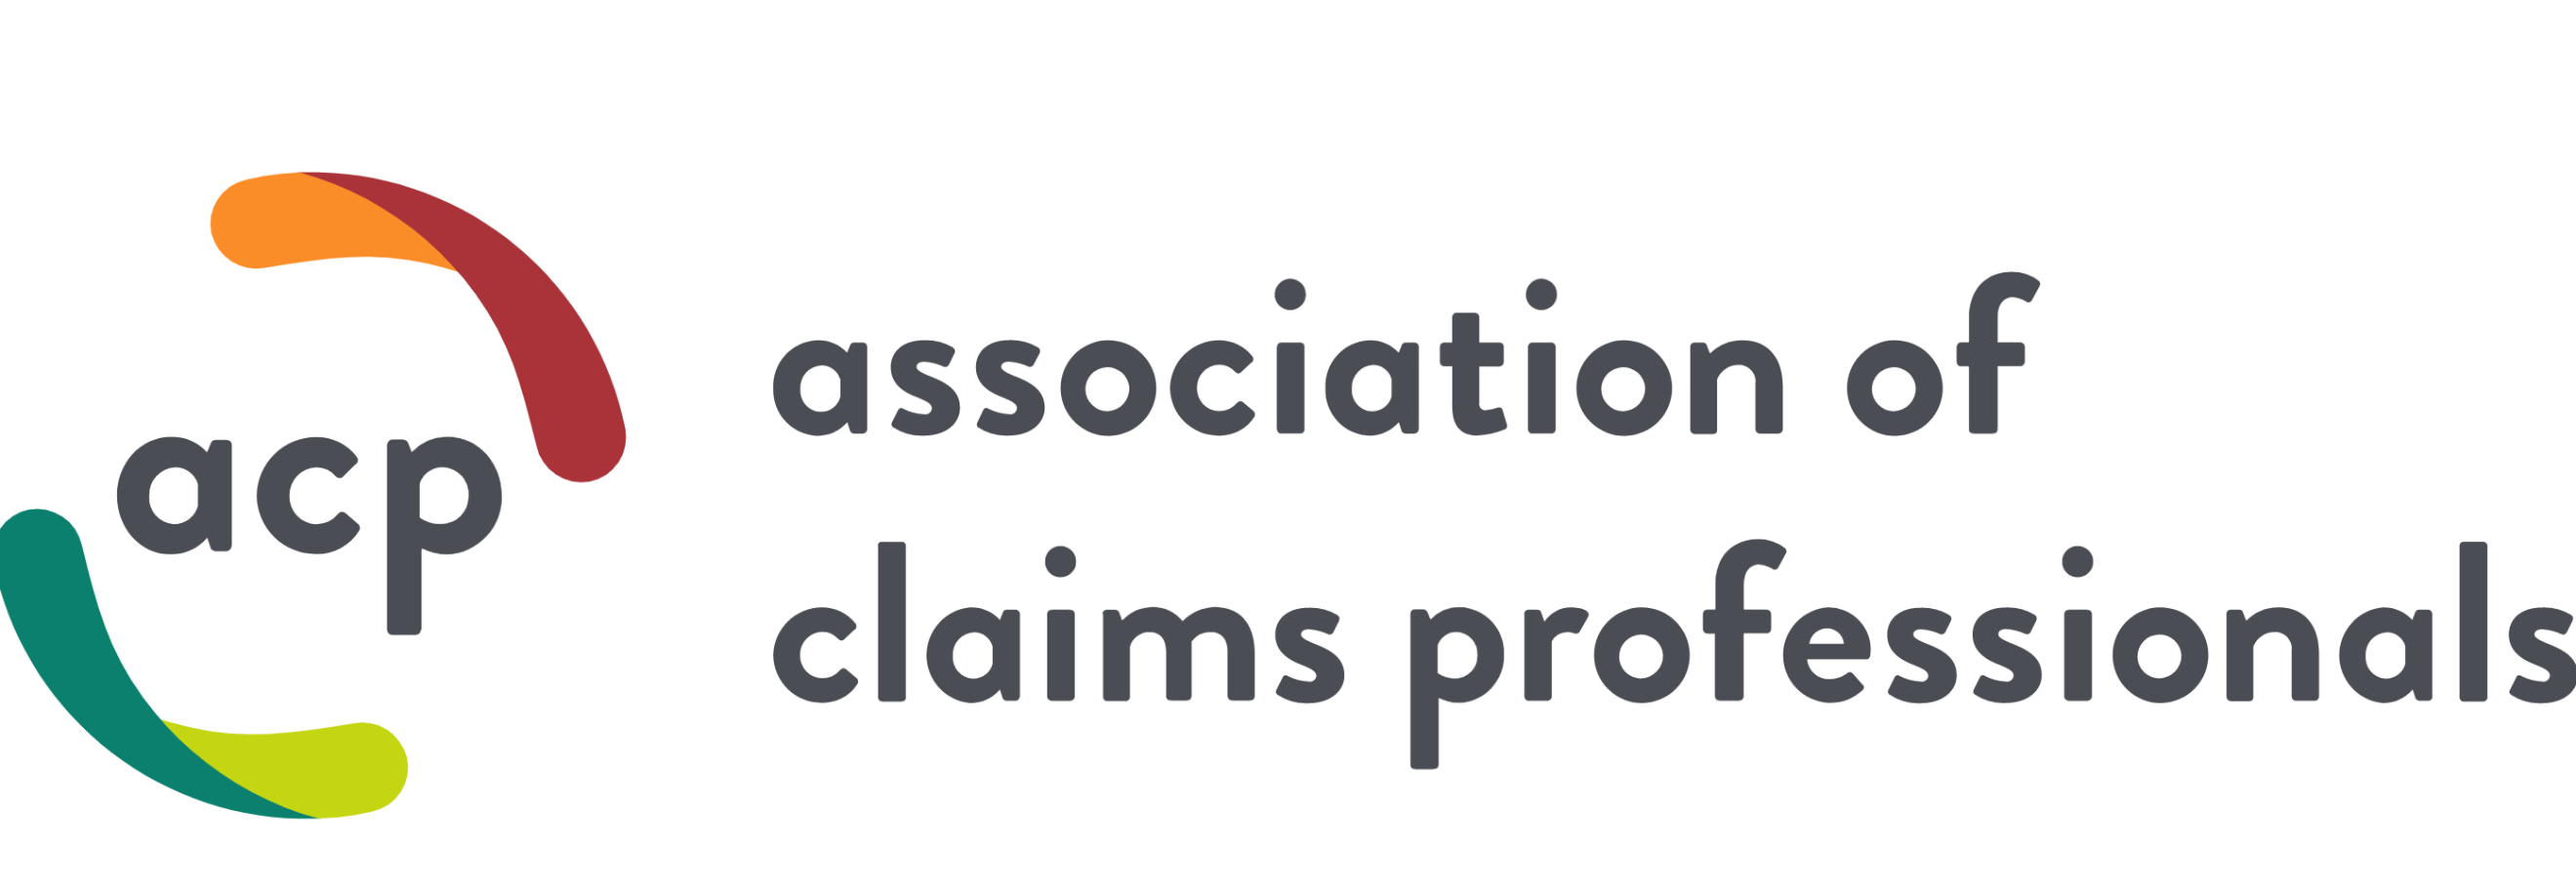 acp
association of
claims professionals